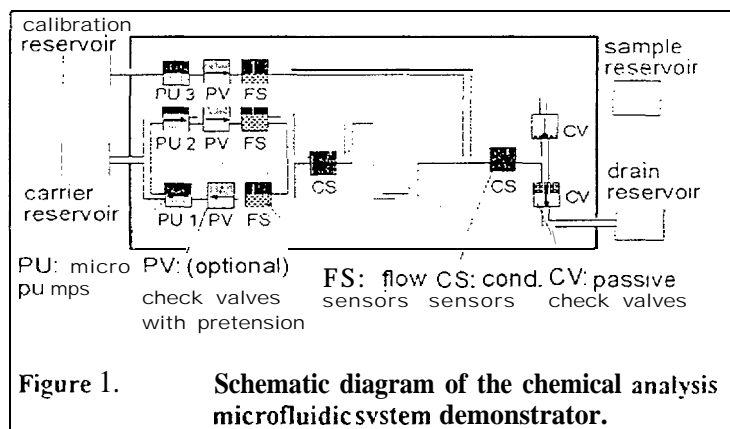 calibration
reservoir
sample
reservoir
PU 3 PV FS
PU 2 PV FS
CV
CS
CS
CV
carrier
reservoir
drain
reservoir
PU 1 PV FS
PU: micro
pumps
PV: (optional)
check valves
with pretension
FS: flow
sensors
CS: cond.
sensors
CV: passive
check valves
Figure 1. Schematic diagram of the chemical analysis
microfluidic system demonstrator.